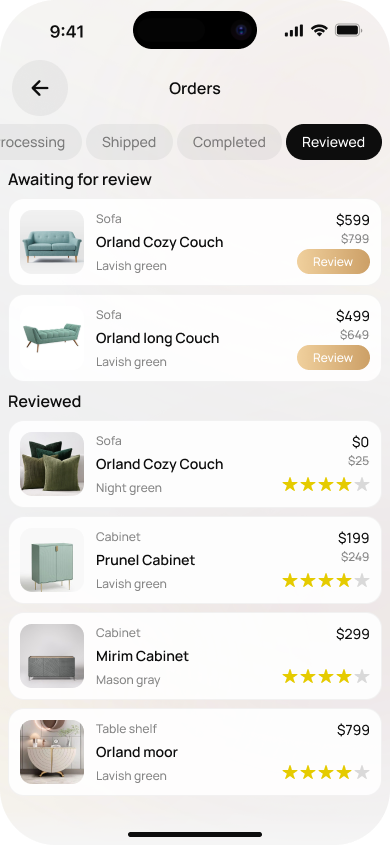 9:41
Orders
rocessing
Shipped
Completed
Reviewed
Awaiting for review
Sofa
$599
Orland Cozy Couch
$799
Lavish green
Review
Sofa
$499
Orland long Couch
$649
Lavish green
Review
Reviewed
Sofa
$0
Orland Cozy Couch
$25
Night green
Cabinet
$199
Prunel Cabinet
$249
Lavish green
Cabinet
$299
Mirim Cabinet
Mason gray
Table shelf
$799
Orland moor
Lavish green